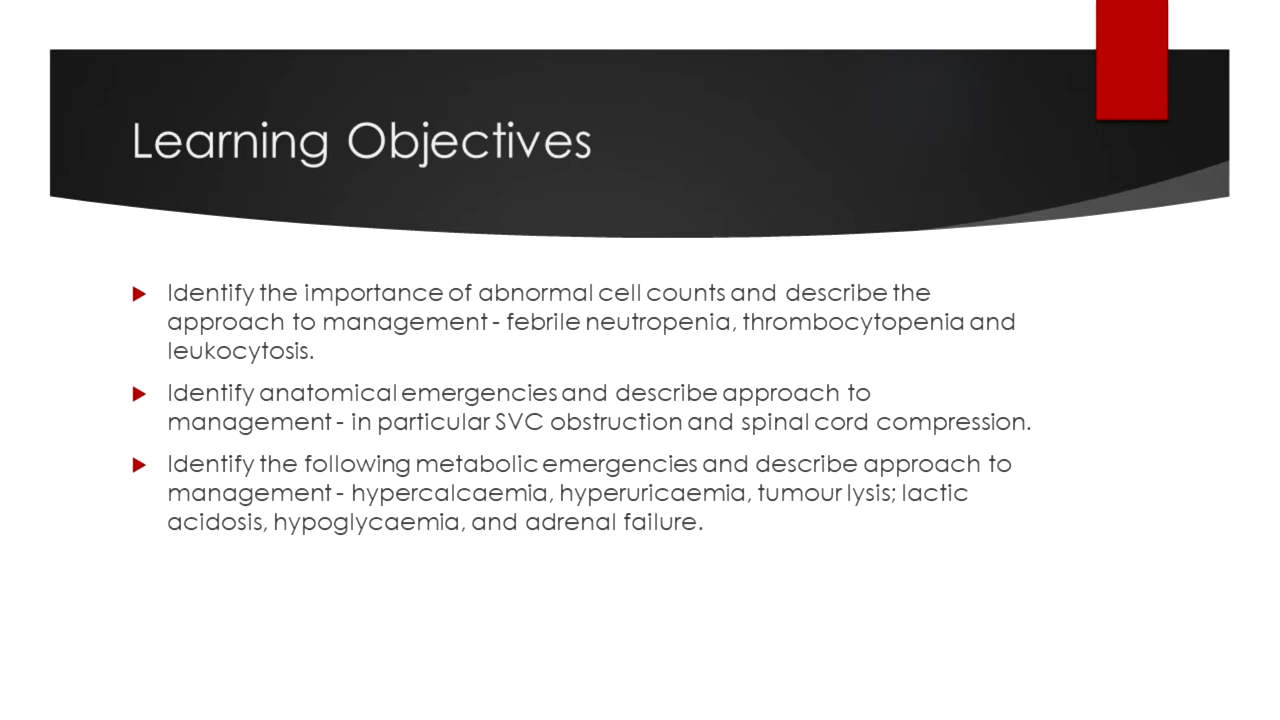 Learning Objectives
Identify the importance of abnormal cell counts and describe the
approach to management - febrile neutropenia, thrombocytopenia and
leukocytosis.
Identify anatomical emergencies and describe approach to
management - in particular SVC obstruction and spinal cord compression.
Identify the following metabolic emergencies and describe approach to
management - hypercalcaemia, hyperuricaemia, tumour lysis; lactic
acidosis, hypoglycaemia, and adrenal failure.